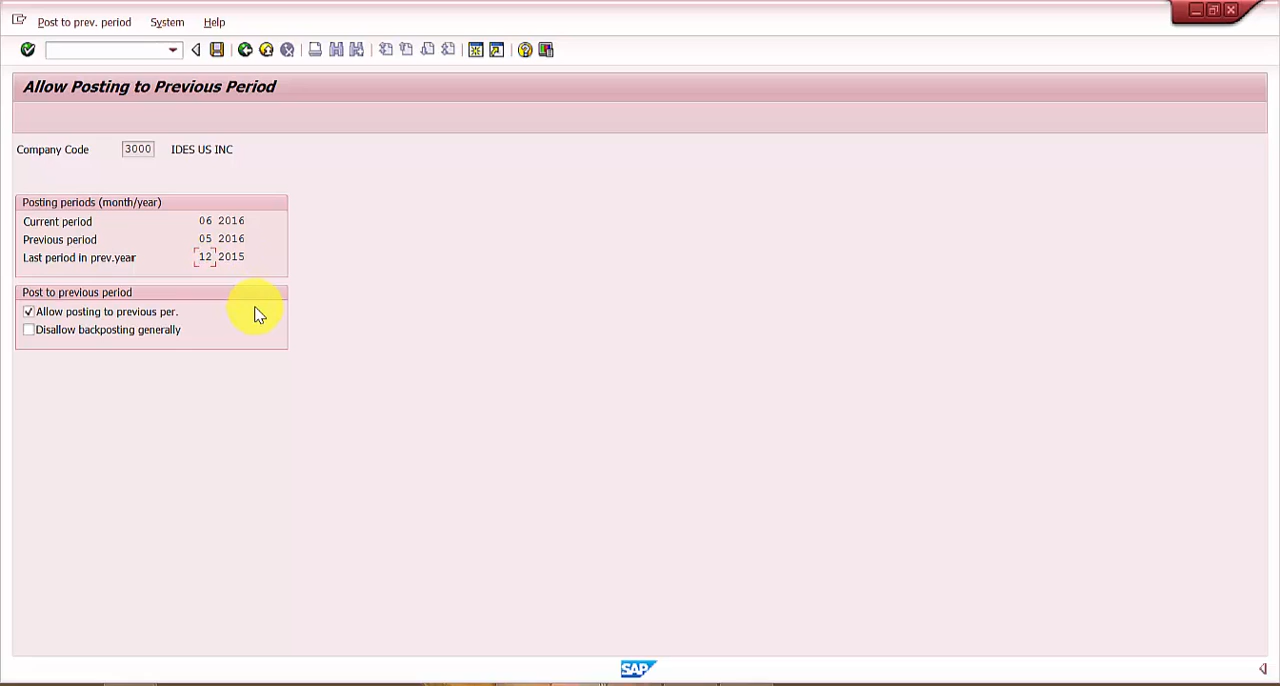 Post to prev. period System Help
Allow Posting to Previous Period
Company Code 3000 IDES US INC
Posting periods (month/year)
Current period 06 2016
Previous period 05 2016
Last period in prev.year 12 2015
Post to previous period
Allow posting to previous per.
Disallow backposting generally
SAP